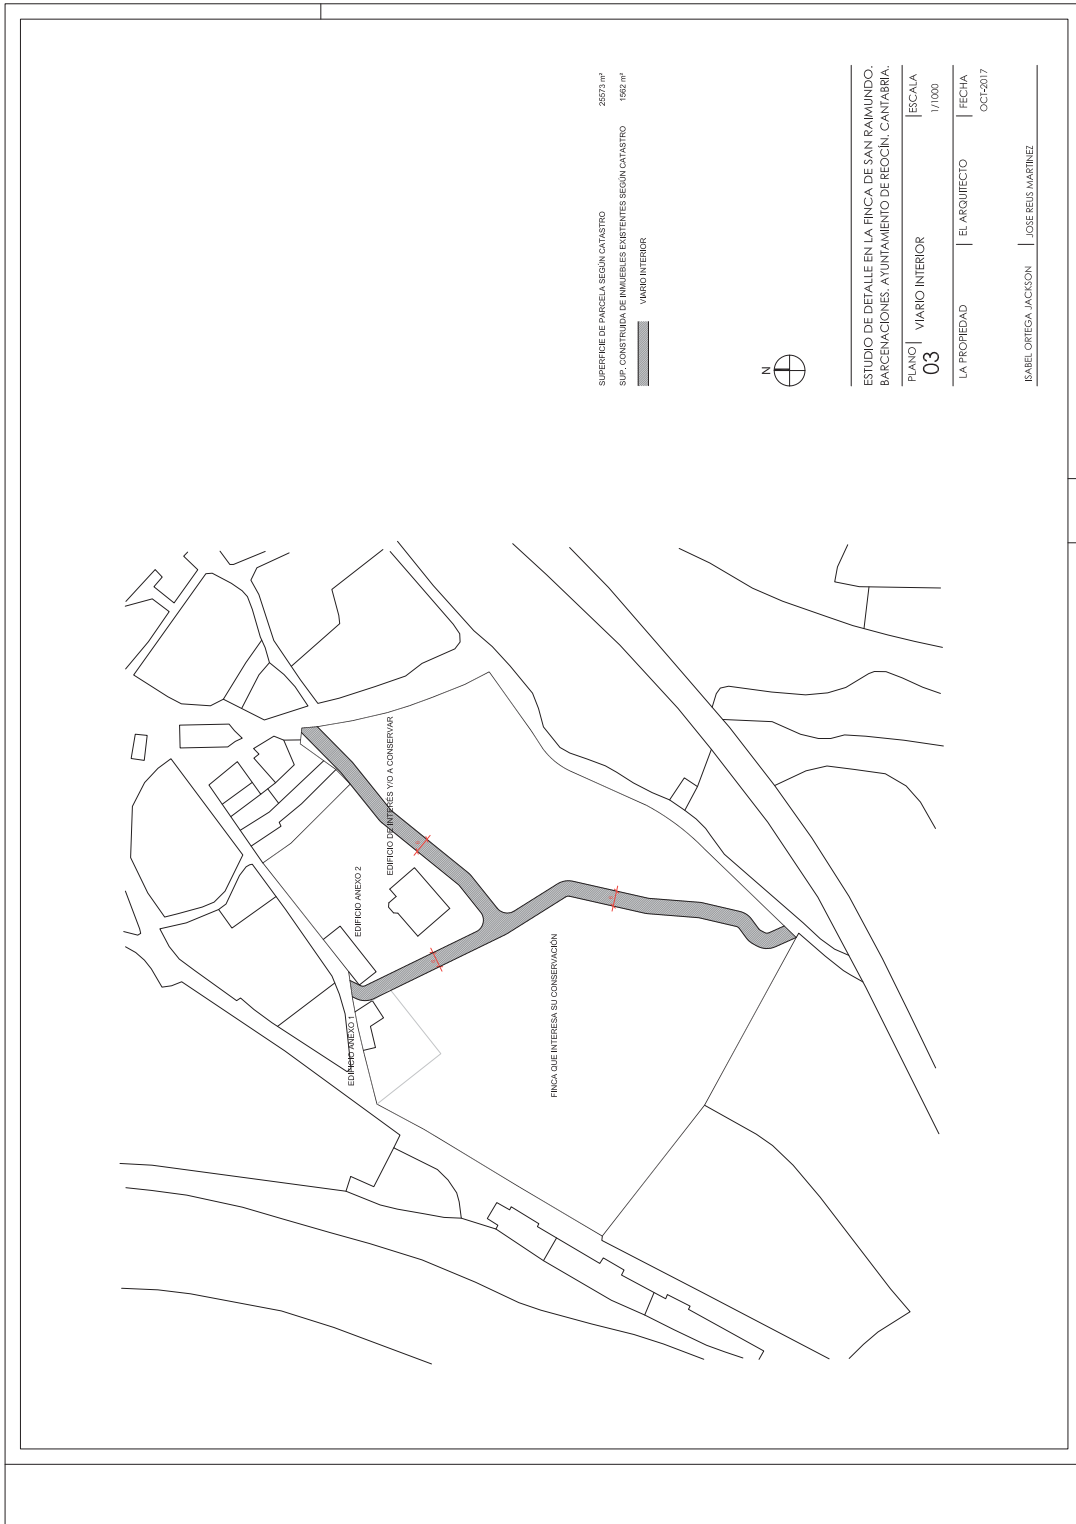 EDIFICIO ANEXO 1
EDIFICIO ANEXO 2
EDIFICIO DE INTERÉS Y/O A CONSERVAR
FINCA QUE INTERESA SU CONSERVACIÓN
SUPERFICIE DE PARCELA SEGÚN CATASTRO 25573 m²
SUP. CONSTRUIDA DE INMUEBLES EXISTENTES SEGÚN CATASTRO 1562 m²
VIARIO INTERIOR
N
ESTUDIO DE DETALLE EN LA FINCA DE SAN RAIMUNDO.
BARCENACIONES. AYUNTAMIENTO DE REOCÍN. CANTABRIA.
PLANO VIARIO INTERIOR ESCALA
03 1/1000
LA PROPIEDAD EL ARQUITECTO FECHA
OCT-2017
ISABEL ORTEGA JACKSON JOSE REUS MARTINEZ